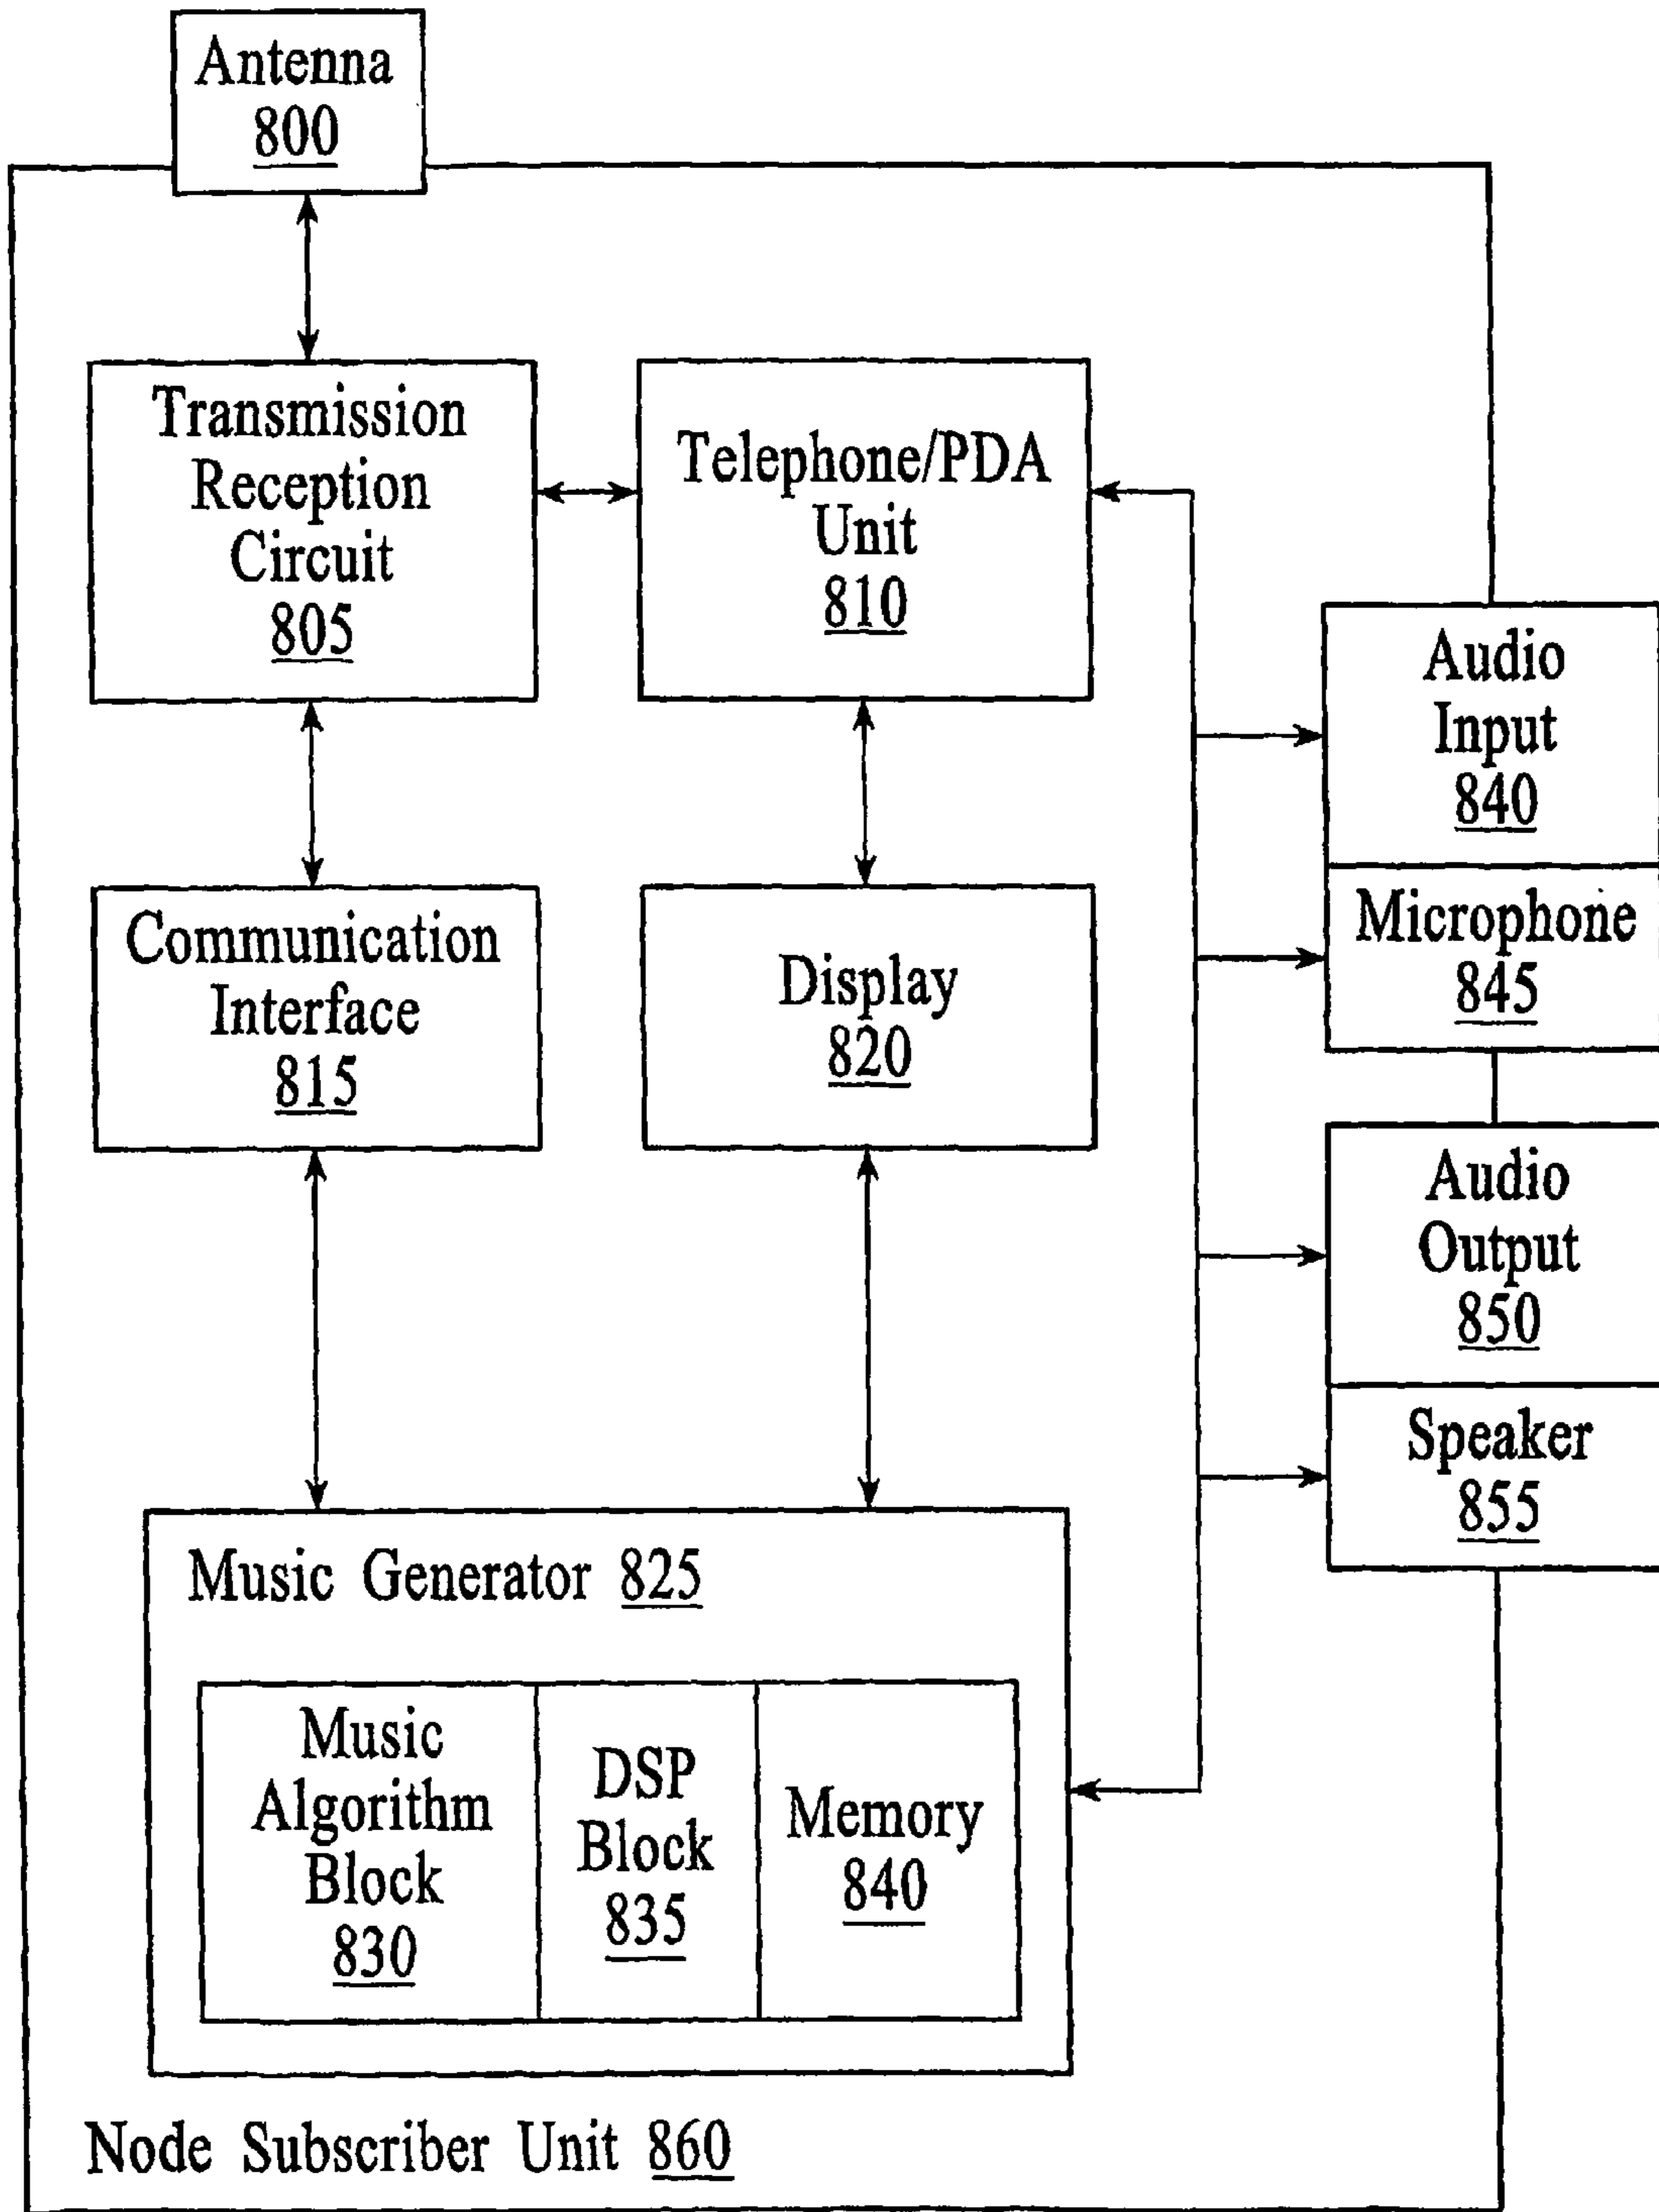 Antenna
800
Transmission
Reception
Circuit
805
Telephone/PDA
Unit
810
Audio
Input
840
Microphone
845
Communication
Interface
815
Display
820
Audio
Output
850
Speaker
855
Music Generator 825
Music
Algorithm
Block
830
DSP
Block
835
Memory
840
Node Subscriber Unit 860